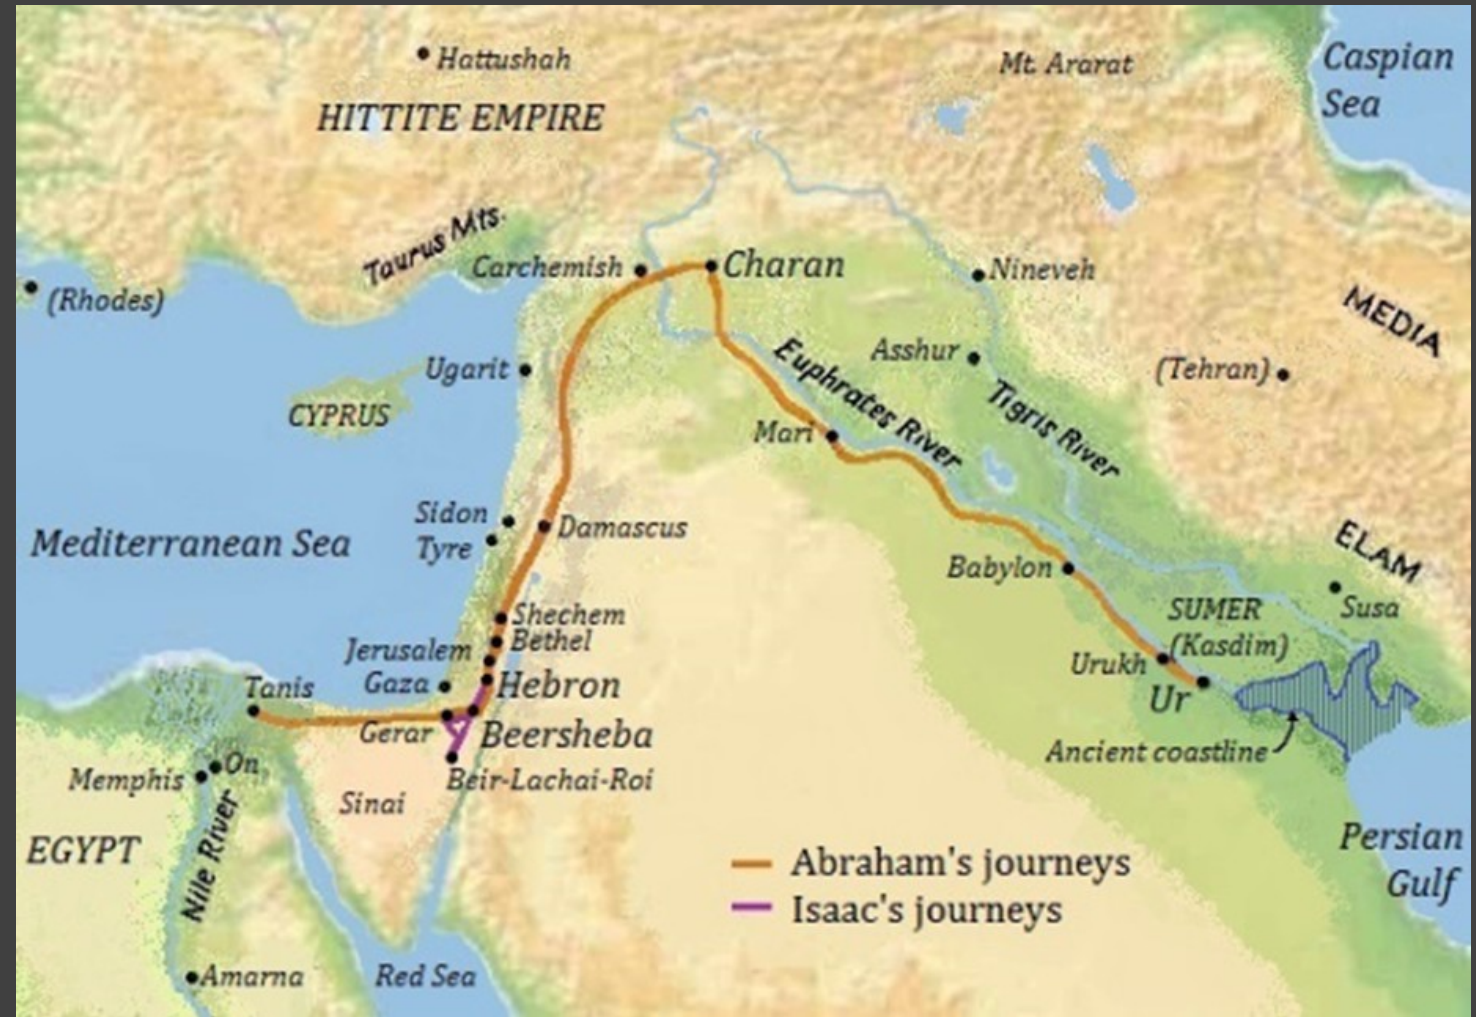 Hattushah
Mt. Ararat
Caspian
Sea
HITTITE EMPIRE
Taurus Mts.
Carchemish
Charan
Nineveh
(Rhodes)
MEDIA
Ugarit
Asshur
(Tehran)
CYPRUS
Euphrates River
Tigris River
Mari
Sidon
Tyre
Damascus
Mediterranean Sea
ELAM
Babylon
Susa
SUMER
(Kasdim)
Shechem
Bethel
Jerusalem
Urukh
Gaza
Hebron
Tanis
Ur
Nile
Delta
Gerar
Beersheba
Ancient coastline
On
Memphis
Beir-Lachai-Roi
Sinai
EGYPT
Nile River
Persian
Gulf
Abraham's journeys
Isaac's journeys
Amarna
Red Sea